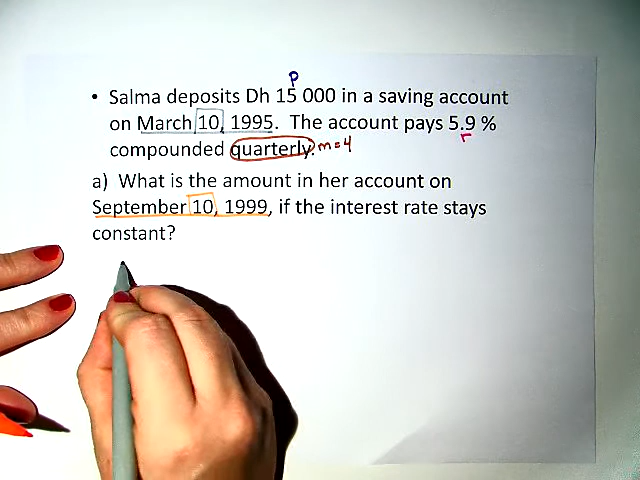 P
• Salma deposits Dh 15 000 in a saving account
on March 10, 1995. The account pays 5.9 %
r
compounded quarterly. m=4
a) What is the amount in her account on
September 10, 1999, if the interest rate stays
constant?